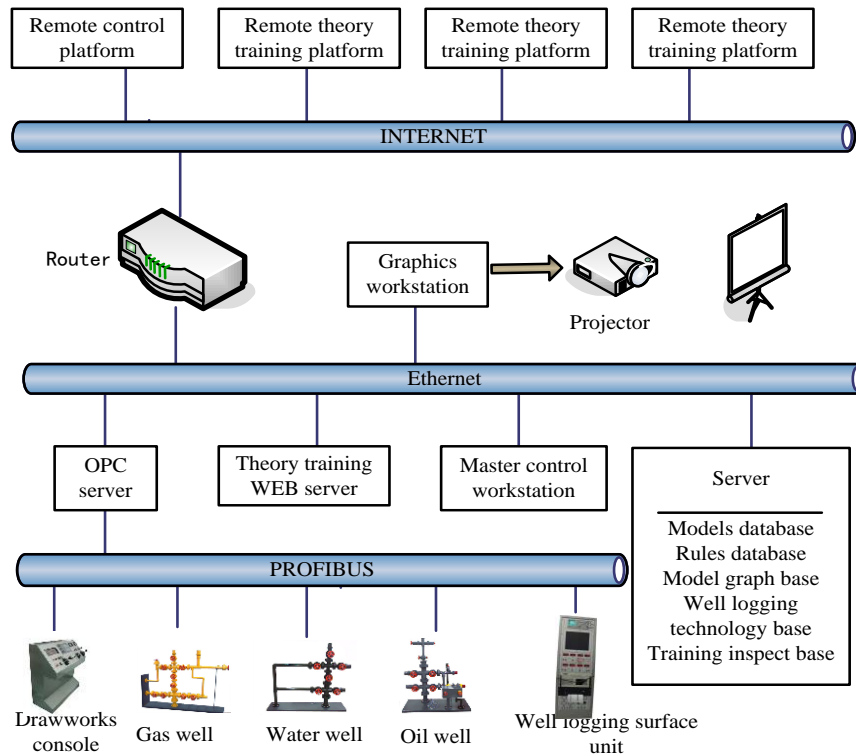 Remote control
platform
Remote theory
training platform
Remote theory
training platform
Remote theory
training platform
INTERNET
Router
Graphics
workstation
Projector
Ethernet
OPC
server
Theory training
WEB server
Master control
workstation
Server
Models database
Rules database
Model graph base
Well logging
technology base
Training inspect base
PROFIBUS
Drawworks
console
Gas well
Water well
Oil well
Well logging surface
unit